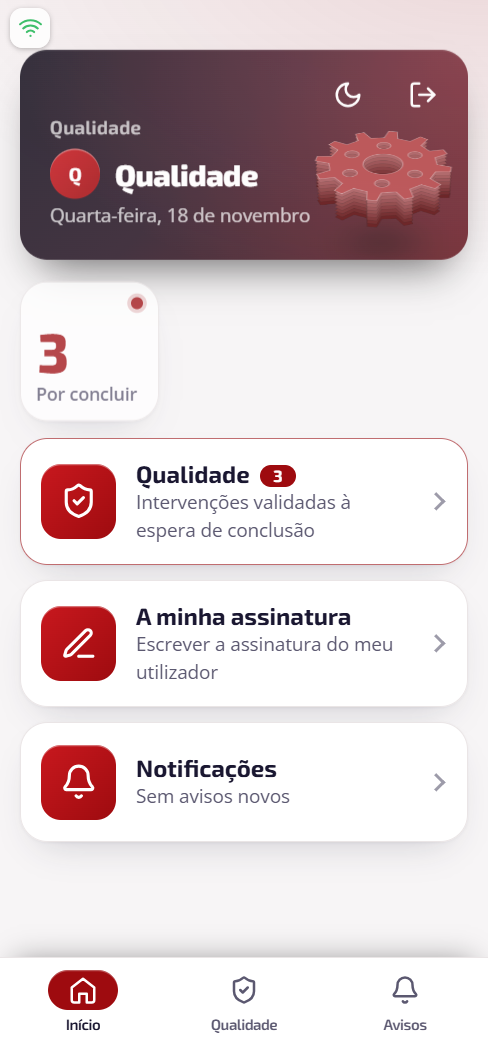 Qualidade
Q
Qualidade
Quarta-feira, 18 de novembro
3
Por concluir
Qualidade 3
Intervenções validadas à
espera de conclusão
A minha assinatura
Escrever a assinatura do meu
utilizador
Notificações
Sem avisos novos
Início
Qualidade
Avisos